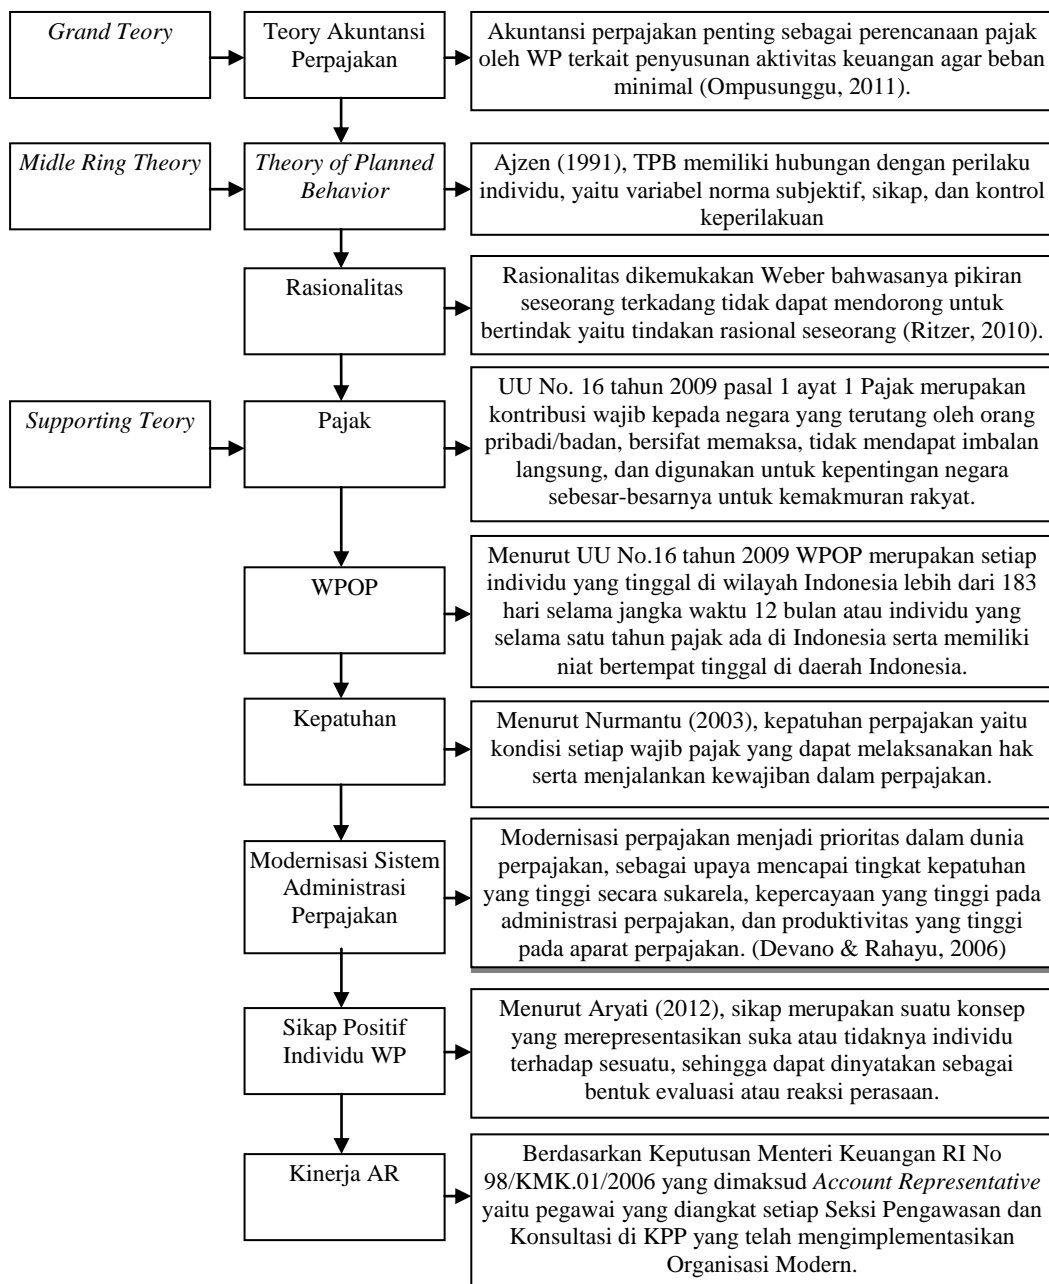 Grand Teory
Teory Akuntansi
Perpajakan
Akuntansi perpajakan penting sebagai perencanaan pajak
oleh WP terkait penyusunan aktivitas keuangan agar beban
minimal (Ompusunggu, 2011).
Midle Ring Theory
Theory of Planned
Behavior
Ajzen (1991), TPB memiliki hubungan dengan perilaku
individu, yaitu variabel norma subjektif, sikap, dan kontrol
keperilakuan
Rasionalitas
Rasionalitas dikemukakan Weber bahwasanya pikiran
seseorang terkadang tidak dapat mendorong untuk
bertindak yaitu tindakan rasional seseorang (Ritzer, 2010).
Supporting Teory
Pajak
UU No. 16 tahun 2009 pasal 1 ayat 1 Pajak merupakan
kontribusi wajib kepada negara yang terutang oleh orang
pribadi/badan, bersifat memaksa, tidak mendapat imbalan
langsung, dan digunakan untuk kepentingan negara
sebesar-besarnya untuk kemakmuran rakyat.
WPOP
Menurut UU No.16 tahun 2009 WPOP merupakan setiap
individu yang tinggal di wilayah Indonesia lebih dari 183
hari selama jangka waktu 12 bulan atau individu yang
selama satu tahun pajak ada di Indonesia serta memiliki
niat bertempat tinggal di daerah Indonesia.
Kepatuhan
Menurut Nurmantu (2003), kepatuhan perpajakan yaitu
kondisi setiap wajib pajak yang dapat melaksanakan hak
serta menjalankan kewajiban dalam perpajakan.
Modernisasi Sistem
Administrasi
Perpajakan
Modernisasi perpajakan menjadi prioritas dalam dunia
perpajakan, sebagai upaya mencapai tingkat kepatuhan
yang tinggi secara sukarela, kepercayaan yang tinggi pada
administrasi perpajakan, dan produktivitas yang tinggi
pada aparat perpajakan. (Devano & Rahayu, 2006)
Sikap Positif
Individu WP
Menurut Aryati (2012), sikap merupakan suatu konsep
yang merepresentasikan suka atau tidaknya individu
terhadap sesuatu, sehingga dapat dinyatakan sebagai
bentuk evaluasi atau reaksi perasaan.
Kinerja AR
Berdasarkan Keputusan Menteri Keuangan RI No
98/KMK.01/2006 yang dimaksud Account Representative
yaitu pegawai yang diangkat setiap Seksi Pengawasan dan
Konsultasi di KPP yang telah mengimplementasikan
Organisasi Modern.